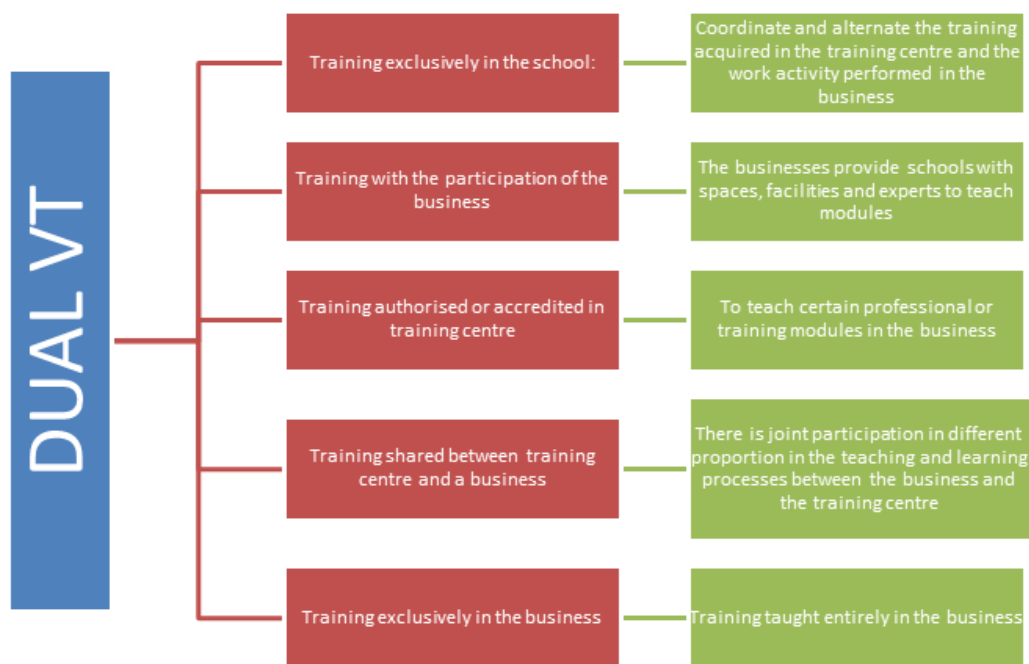 DUAL VT
Training exclusively in the school:
Coordinate and alternate the training
acquired in the training centre and the
work activity performed in the
business
Training with the participation of the
business
The businesses provide schools with
spaces, facilities and experts to teach
modules
Training authorised or accredited in
training centre
To teach certain professional or
training modules in the business
Training shared between training
centre and a business
There is joint participation in different
proportion in the teaching and learning
processes between the business and
the training centre
Training exclusively in the business
Training taught entirely in the business